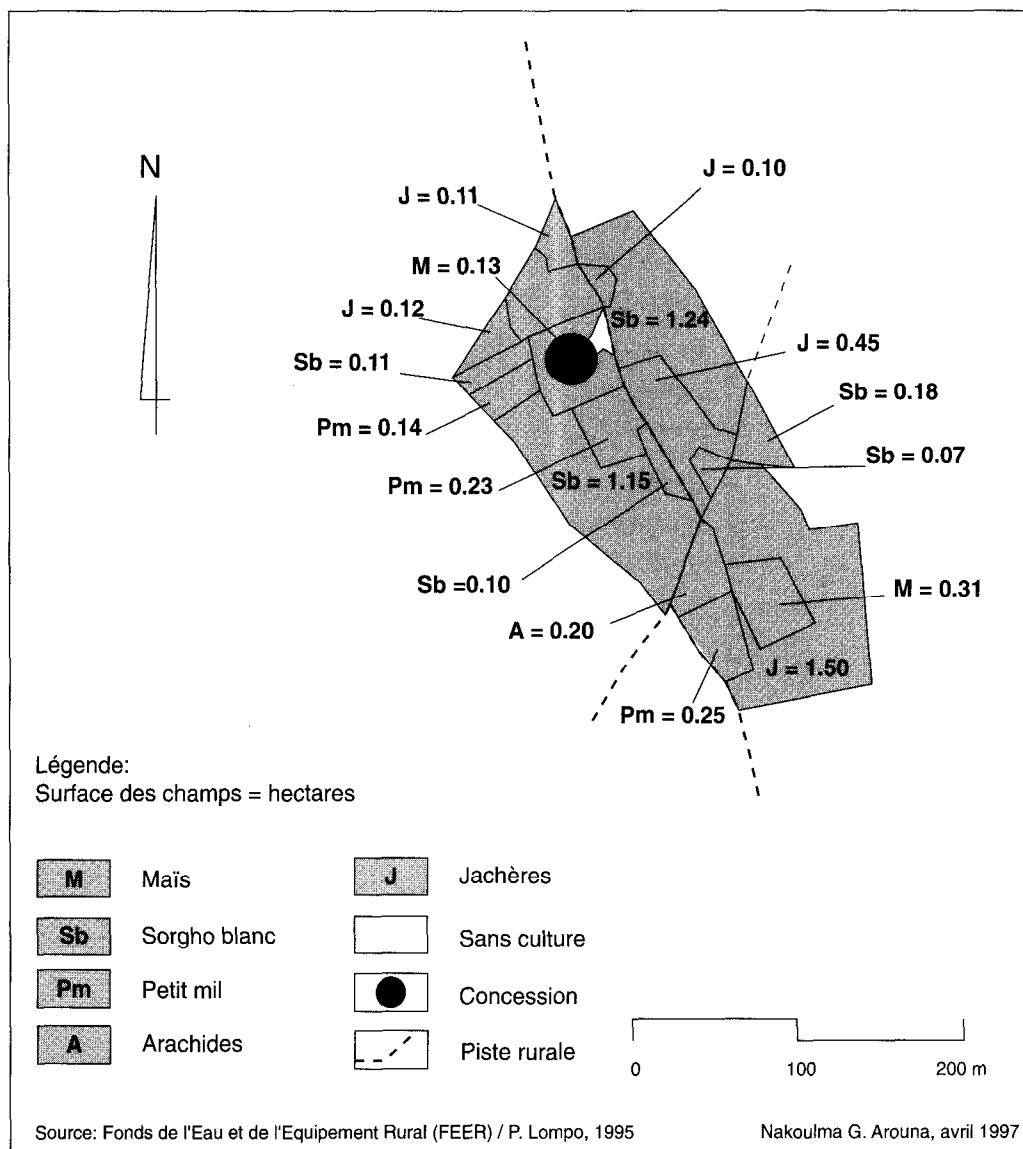 N
J = 0.10
J = 0.11
M = 0.13
J = 0.12
Sb = 1.24
J = 0.45
Sb = 0.11
Sb = 0.18
Pm = 0.14
Sb = 0.07
Pm = 0.23
Sb = 1.15
Sb =0.10
M = 0.31
A = 0.20
J = 1.50
Pm = 0.25
Légende:
Surface des champs = hectares
M Maïs
J Jachères
Sb Sorgho blanc
Sans culture
Pm Petit mil
Concession
A Arachides
Piste rurale
0 100 200 m
Source: Fonds de l'Eau et de l'Equipement Rural (FEER) / P. Lompo, 1995
Nakoulma G. Arouna, avril 1997